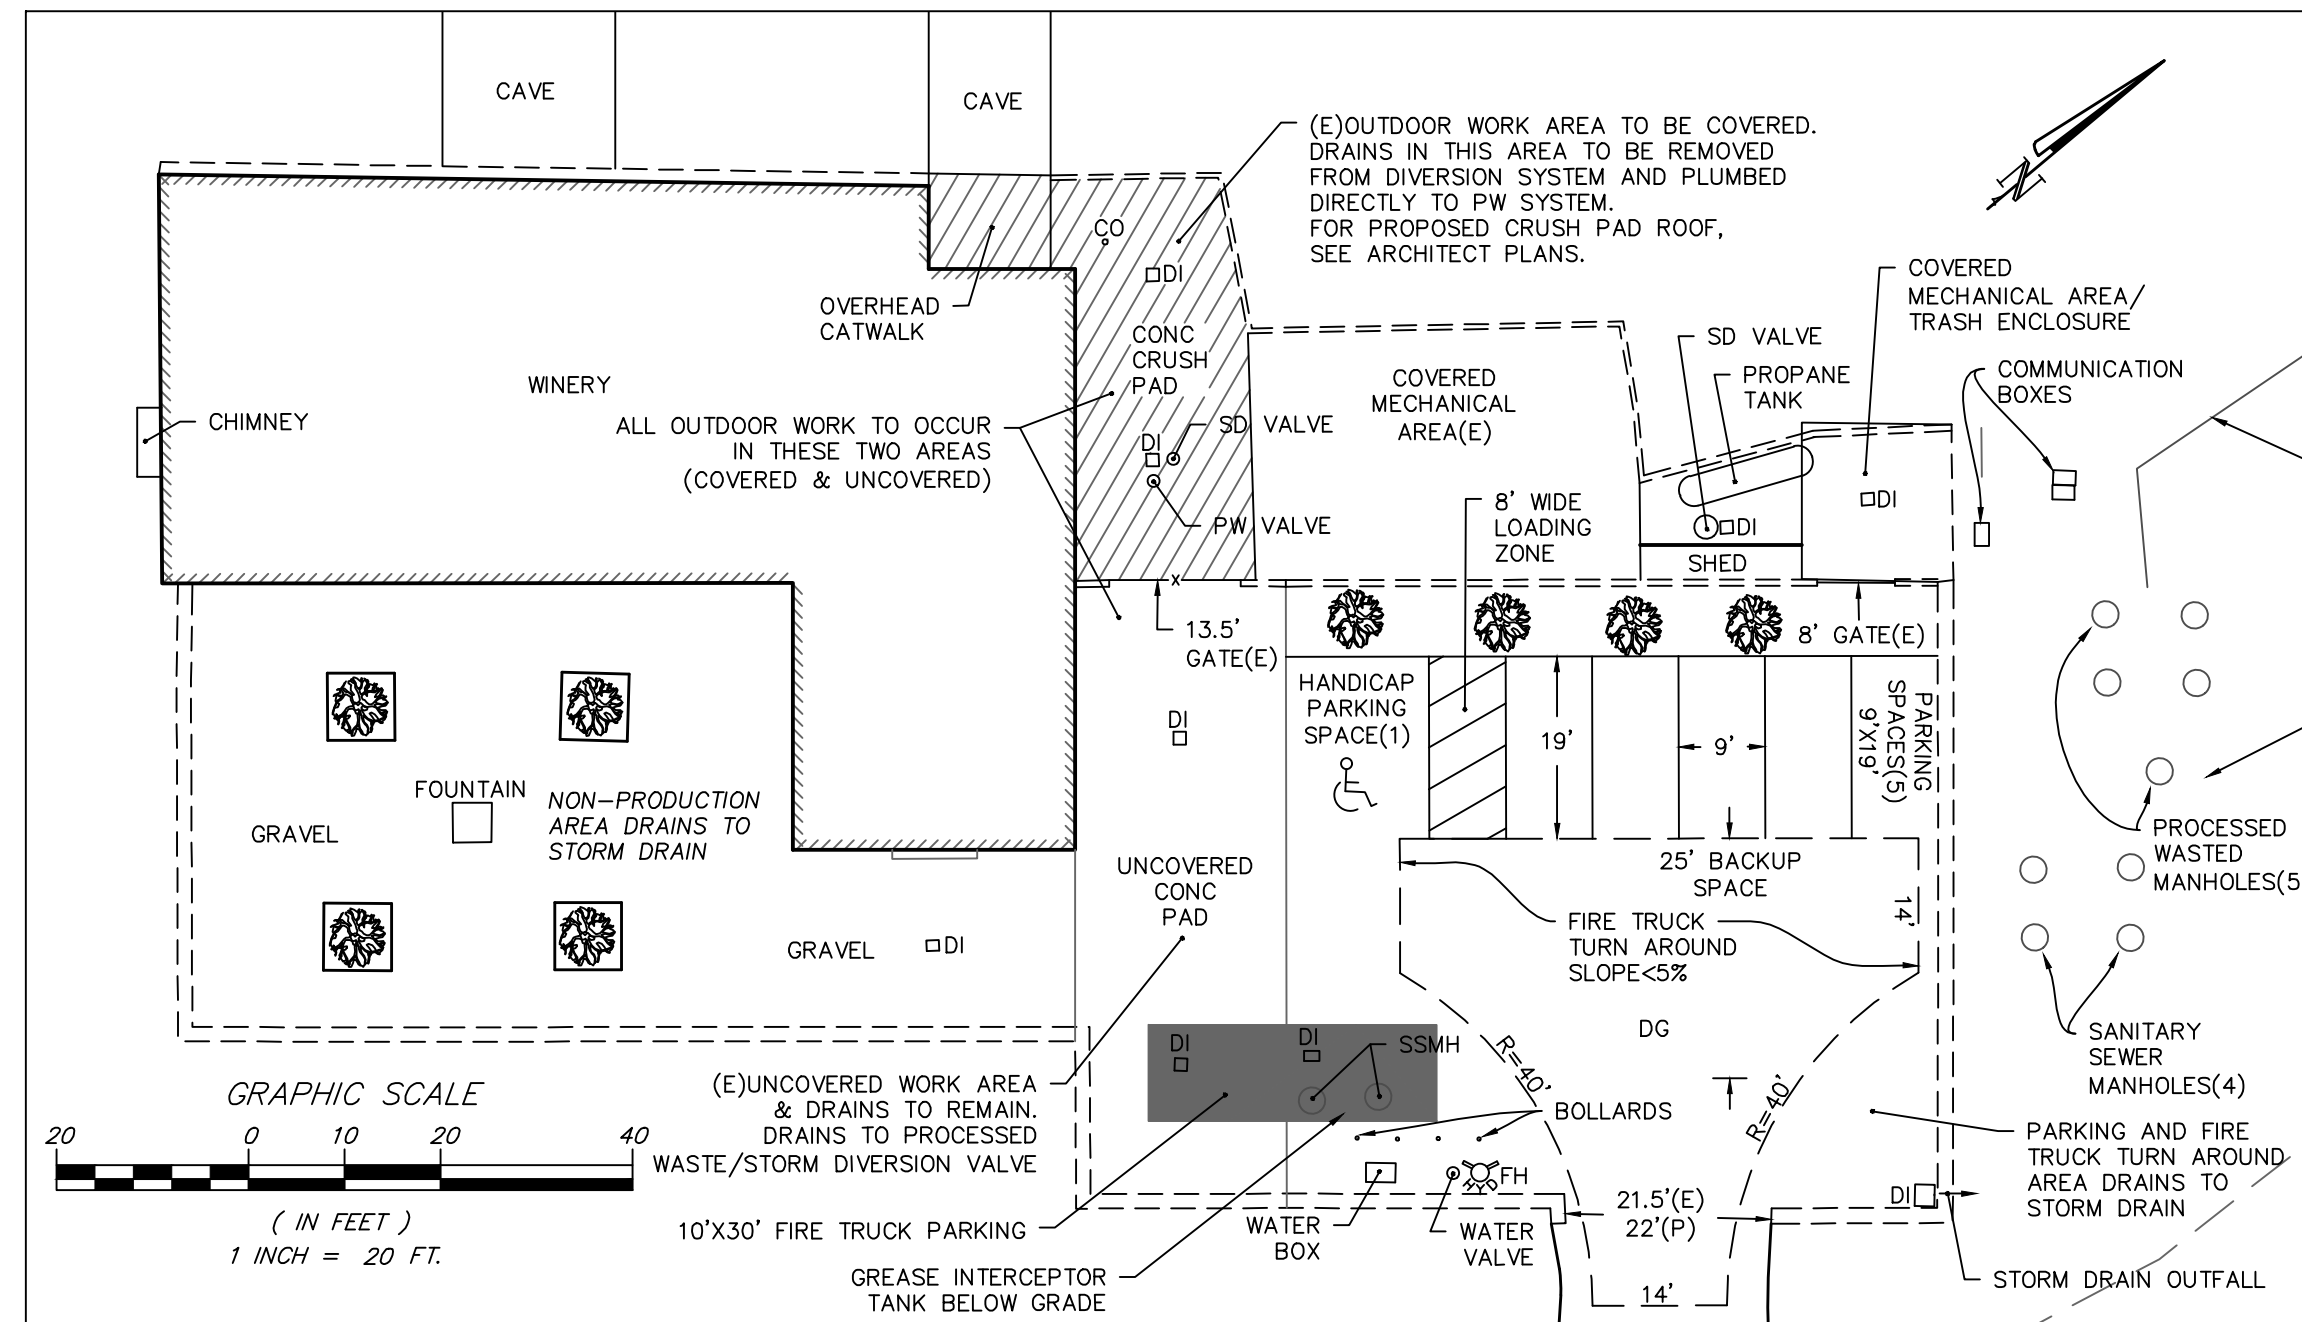 CAVE
CAVE
(E)OUTDOOR WORK AREA TO BE COVERED.
DRAINS IN THIS AREA TO BE REMOVED
FROM DIVERSION SYSTEM AND PLUMBED
DIRECTLY TO PW SYSTEM.
FOR PROPOSED CRUSH PAD ROOF,
SEE ARCHITECT PLANS.
N
CO
DI
OVERHEAD
CATWALK
CONC
CRUSH
PAD
COVERED
MECHANICAL AREA/
TRASH ENCLOSURE
SD VALVE
PROPANE
TANK
COMMUNICATION
BOXES
WINERY
CHIMNEY
ALL OUTDOOR WORK TO OCCUR
IN THESE TWO AREAS
(COVERED & UNCOVERED)
SD VALVE
DI
PW VALVE
COVERED
MECHANICAL
AREA(E)
8' WIDE
LOADING
ZONE
DI
DI
SHED
X
13.5'
GATE(E)
8' GATE(E)
HANDICAP
PARKING
SPACE(1)
19'
9'
PARKING
SPACES(5)
9'X19'
DI
FOUNTAIN
GRAVEL
NON-PRODUCTION
AREA DRAINS TO
STORM DRAIN
UNCOVERED
CONC
PAD
25' BACKUP
SPACE
14'
PROCESSED
WASTED
MANHOLES(5
GRAVEL
DI
FIRE TRUCK
TURN AROUND
SLOPE<5%
DG
SANITARY
SEWER
MANHOLES(4)
DI
DI
SSMH
R=40'
R=40'
GRAPHIC SCALE
20 0 10 20 40
( IN FEET )
1 INCH = 20 FT.
(E)UNCOVERED WORK AREA
& DRAINS TO REMAIN.
DRAINS TO PROCESSED
WASTE/STORM DIVERSION VALVE
BOLLARDS
PARKING AND FIRE
TRUCK TURN AROUND
AREA DRAINS TO
STORM DRAIN
HYD
FH
DI
10'X30' FIRE TRUCK PARKING
WATER
BOX
WATER
VALVE
21.5'(E)
22'(P)
GREASE INTERCEPTOR
TANK BELOW GRADE
14'
STORM DRAIN OUTFALL